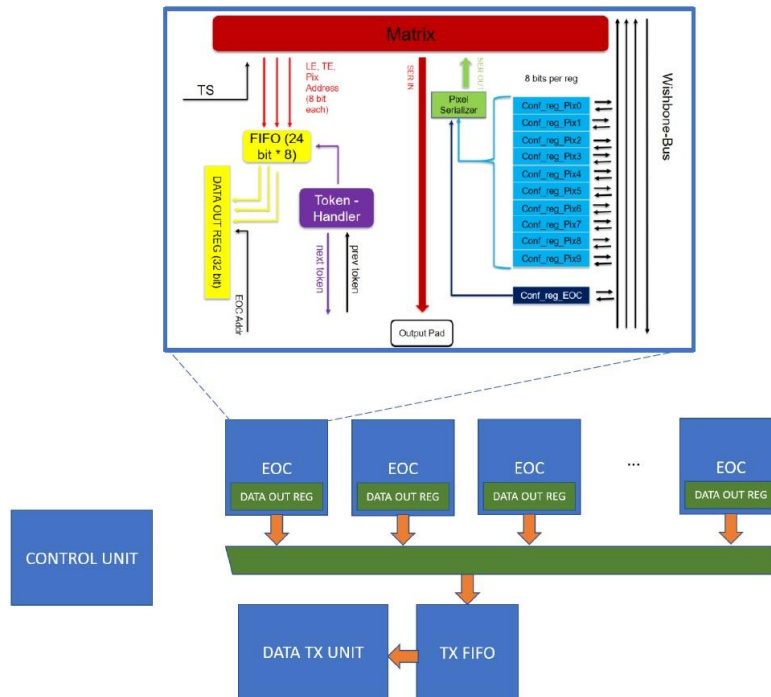 Matrix
TS
LE, TE,
Pix
Address
(8 bit
each)
SER IN
SER OUT
8 bits per reg
Pixel
Serializer
FIFO (24
bit * 8)
DATA OUT REG (32 bit)
Token -
Handler
next token
prev token
EOC Addr
Conf_reg_Pix0
Conf_reg_Pix1
Conf_reg_Pix2
Conf_reg_Pix3
Conf_reg_Pix4
Conf_reg_Pix5
Conf_reg_Pix6
Conf_reg_Pix7
Conf_reg_Pix8
Conf_reg_Pix9
Conf_reg_EOC
Wishbone-Bus
Output Pad
EOC
DATA OUT REG
EOC
DATA OUT REG
EOC
DATA OUT REG
...
EOC
DATA OUT REG
CONTROL UNIT
DATA TX UNIT
TX FIFO